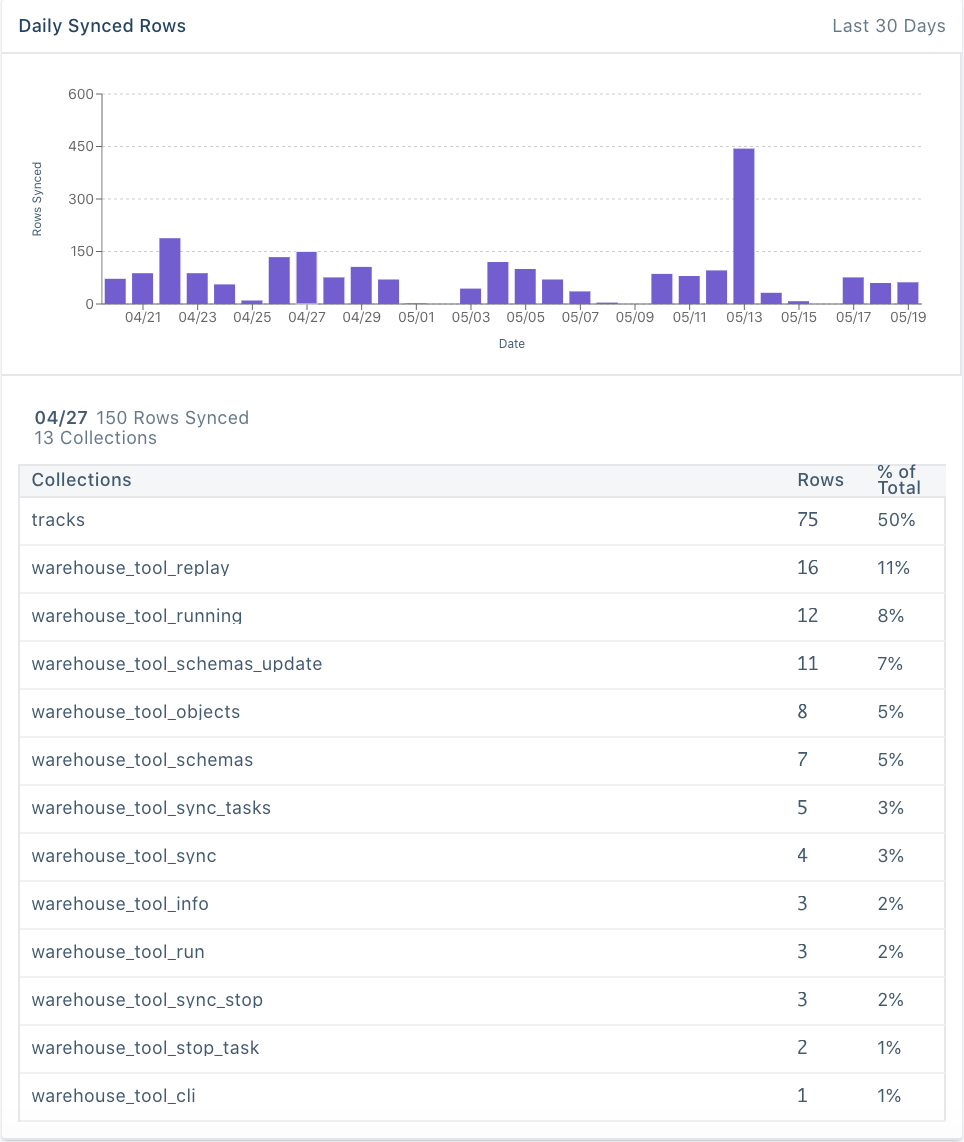 Daily Synced Rows Last 30 Days
600
450
300
150
0
Rows Synced
04/21 04/23 04/25 04/27 04/29 05/01 05/03 05/05 05/07 05/09 05/11 05/13 05/15 05/17 05/19
Date
04/27 150 Rows Synced
13 Collections
Collections Rows % of Total
tracks 75 50%
warehouse_tool_replay 16 11%
warehouse_tool_running 12 8%
warehouse_tool_schemas_update 11 7%
warehouse_tool_objects 8 5%
warehouse_tool_schemas 7 5%
warehouse_tool_sync_tasks 5 3%
warehouse_tool_sync 4 3%
warehouse_tool_info 3 2%
warehouse_tool_run 3 2%
warehouse_tool_sync_stop 3 2%
warehouse_tool_stop_task 2 1%
warehouse_tool_cli 1 1%